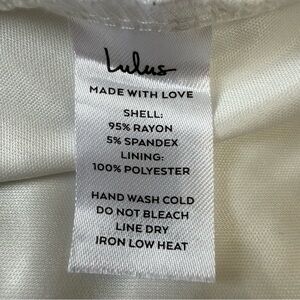 Lulus
MADE WITH LOVE
SHELL:
95% RAYON
5% SPANDEX
LINING:
100% POLYESTER
HAND WASH COLD
DO NOT BLEACH
LINE DRY
IRON LOW HEAT